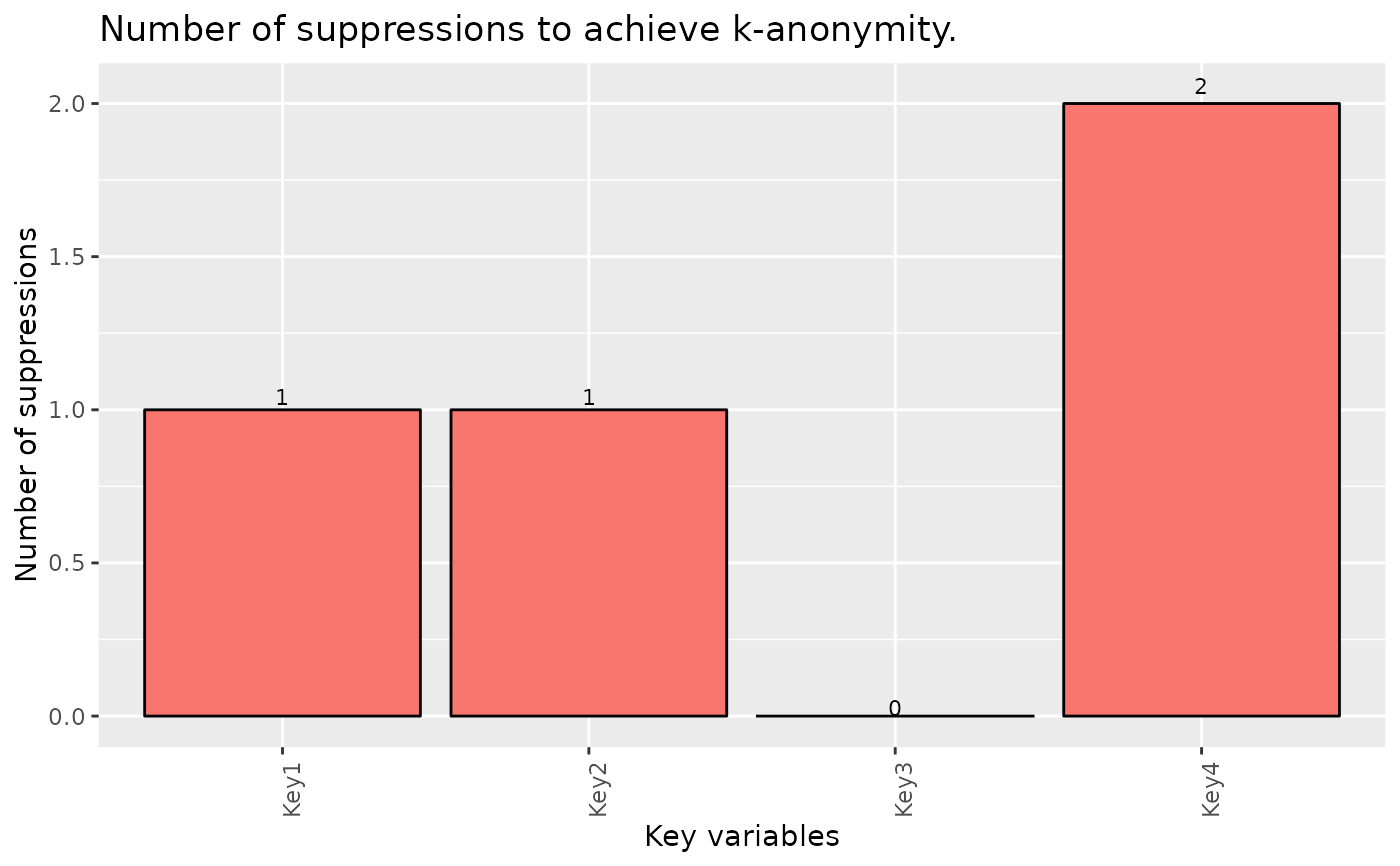 Number of suppressions to achieve k-anonymity.
Number of suppressions
2.0
1.5
1.0
0.5
0.0
1
1
0
2
Key1
Key2
Key3
Key4
Key variables